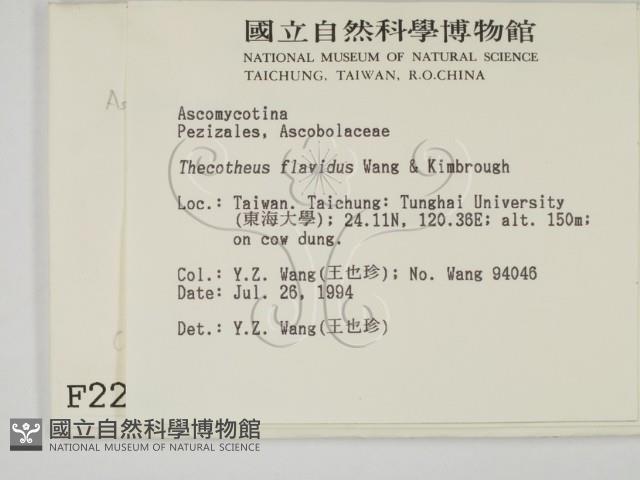 國立自然科學博物館
NATIONAL MUSEUM OF NATURAL SCIENCE
TAICHUNG, TAIWAN, R.O.CHINA
As
Ascomycotina
Pezizales, Ascobolaceae
Thecotheus flavidus Wang & Kimbrough
Loc.: Taiwan. Taichung: Tunghai University
(東海大學); 24.11N, 120.36E; alt. 150m;
on cow dung.
Col.: Y.Z. Wang(王也珍); No. Wang 94046
Date: Jul. 26, 1994
Det.: Y.Z. Wang(王也珍)
F22
國立自然科學博物館
NATIONAL MUSEUM OF NATURAL SCIENCE